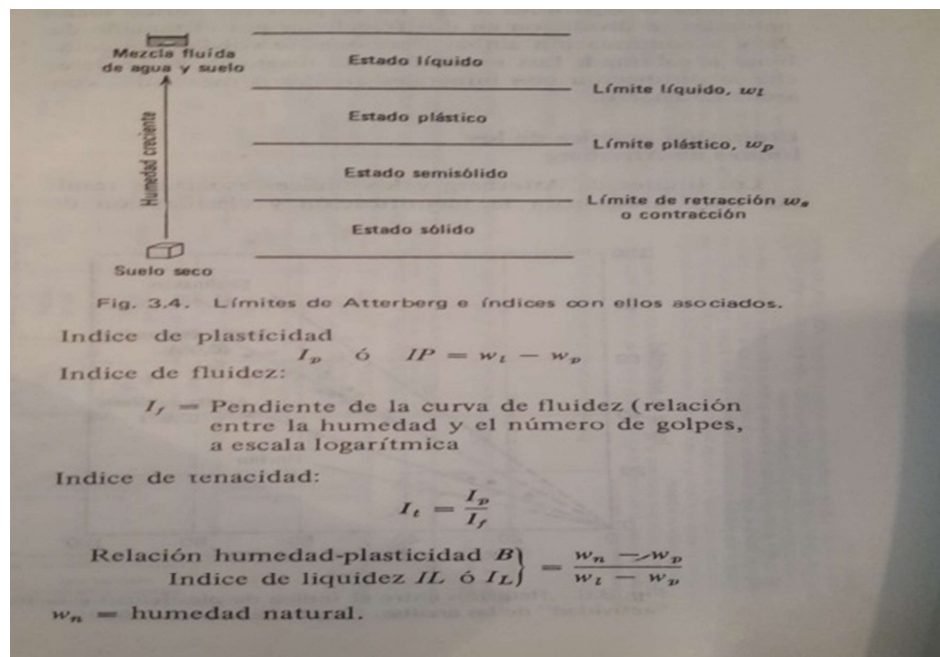 Mezcla fluída
de agua y suelo
Estado líquido
Límite líquido, wl
Estado plástico
Humedad creciente
Límite plástico, wp
Estado semisólido
Límite de retracción ws
o contracción
Estado sólido
Suelo seco
Fig. 3.4. Límites de Atterberg e índices con ellos asociados.
Indice de plasticidad
Ip ó IP = wl − wp
Indice de fluidez:
If = Pendiente de la curva de fluidez (relación
entre la humedad y el número de golpes,
a escala logarítmica
Indice de tenacidad:
It = Ip / If
Relación humedad-plasticidad B
Indice de liquidez IL ó IL } = wn − wp / wl − wp
wn = humedad natural.